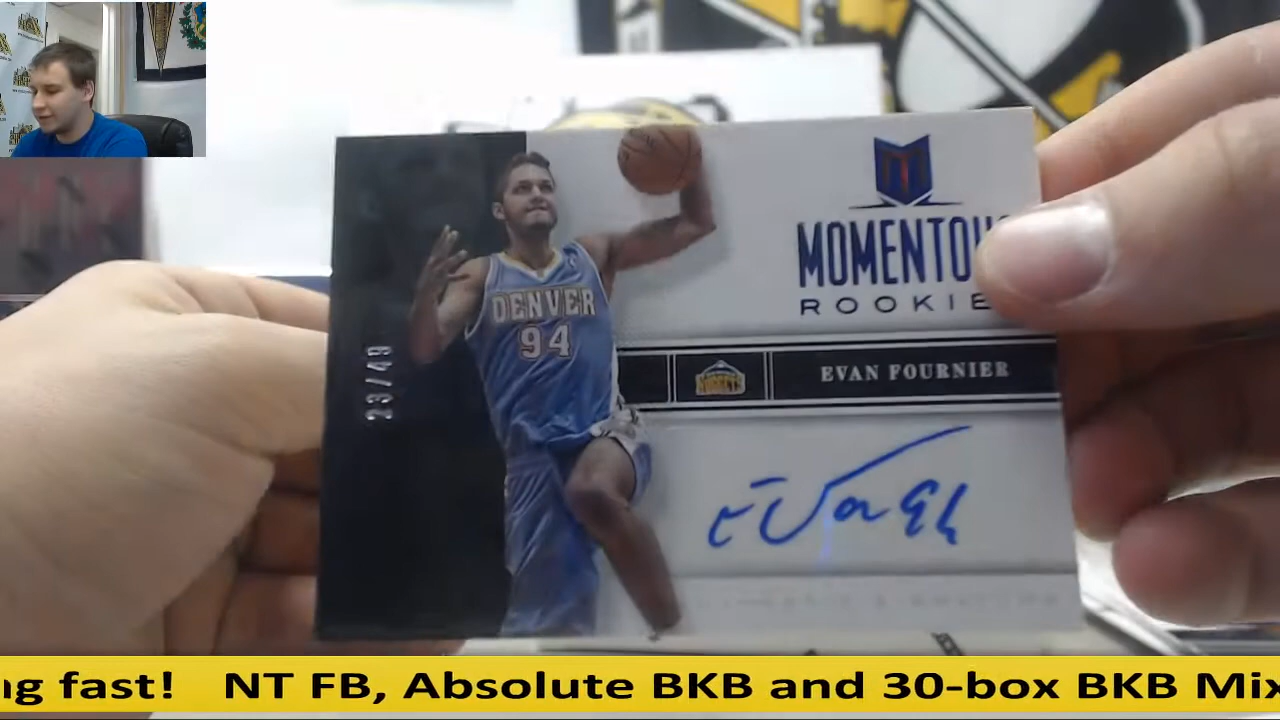 MOMENTOU
ROOKIE
DENVER
94
23/49
NUGGETS
EVAN FOURNIER
ng fast! NT FB, Absolute BKB and 30-box BKB Mix